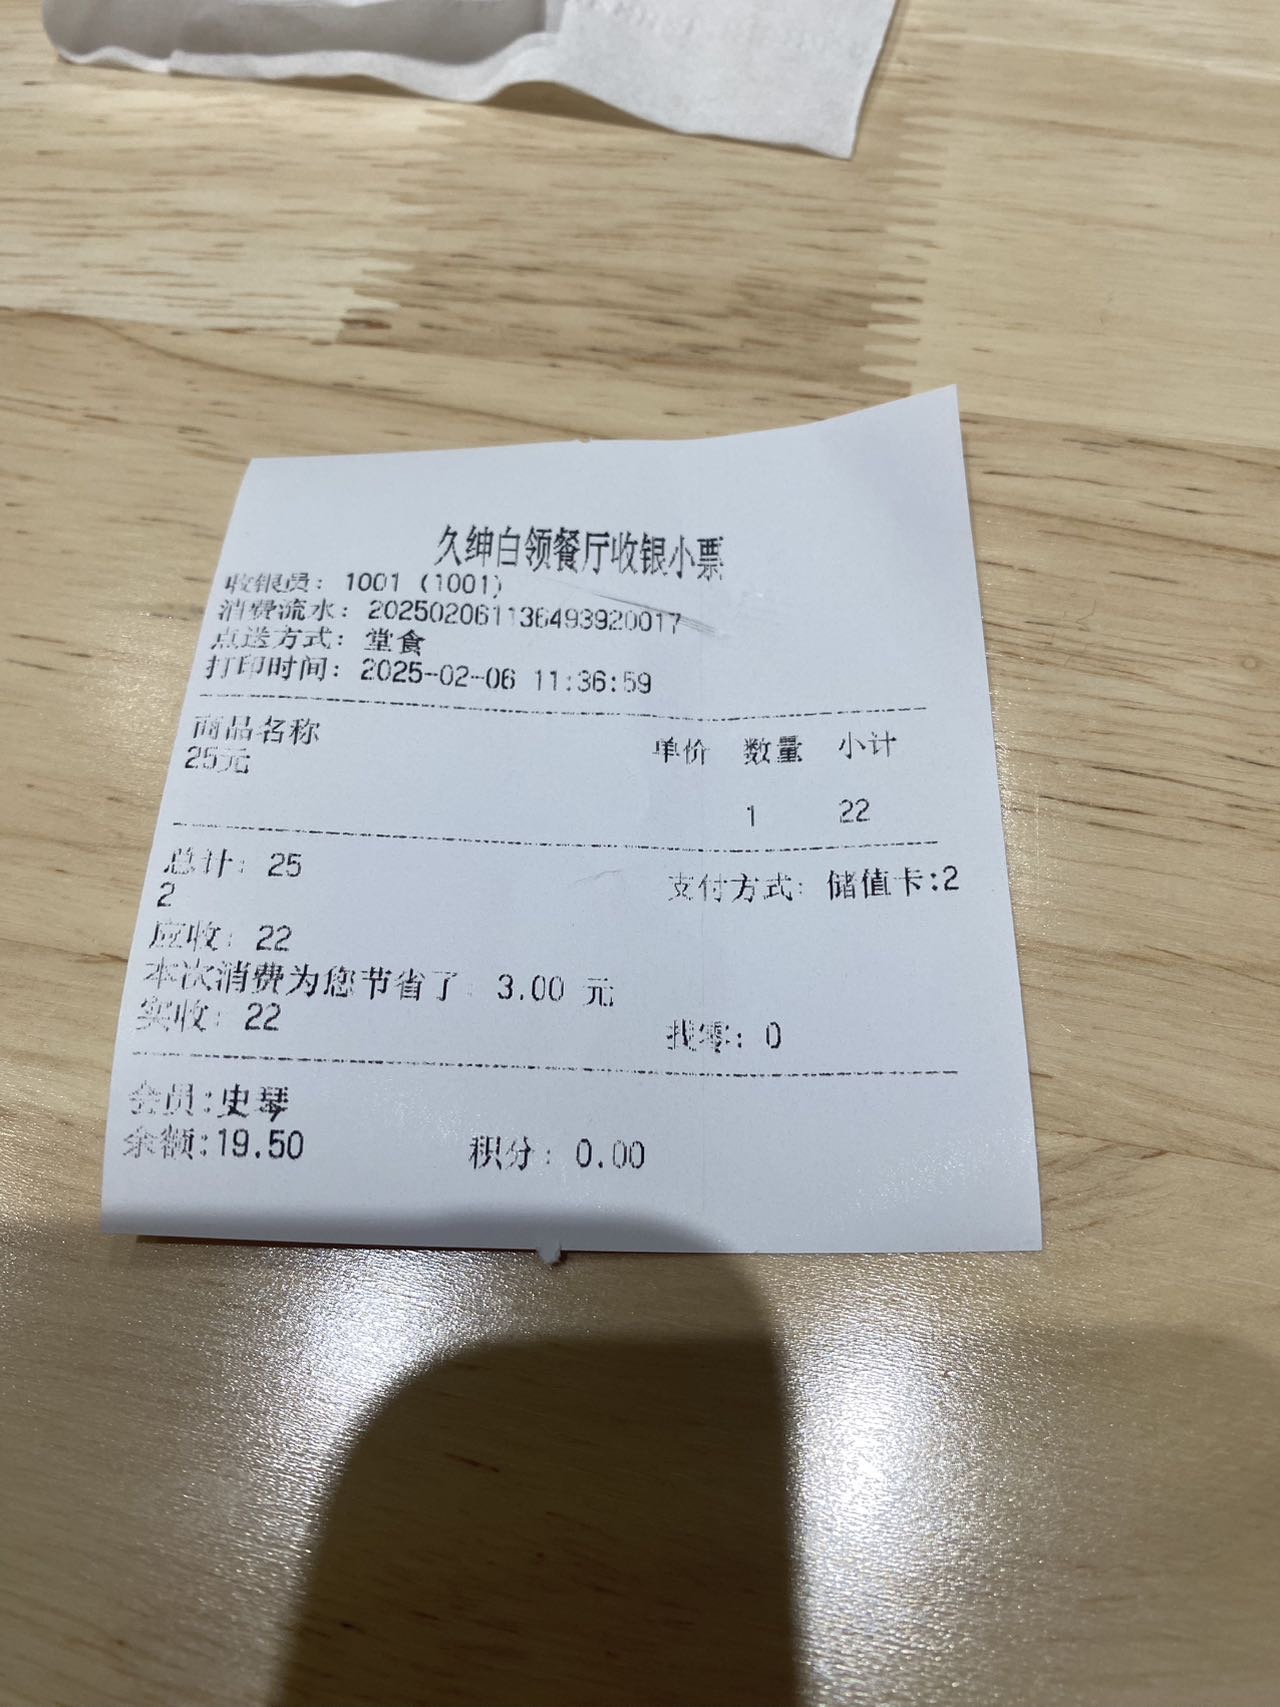 久绅白领餐厅收银小票
收银员: 1001 (1001)
消费流水: 202502061136493920017
点送方式: 堂食
打印时间: 2025-02-06 11:36:59
商品名称 单价 数量 小计
25元
1 22
总计: 25 支付方式: 储值卡:2
2
应收: 22
本次消费为您节省了: 3.00 元
实收: 22 找零: 0
会员:史琴
余额:19.50 积分: 0.00